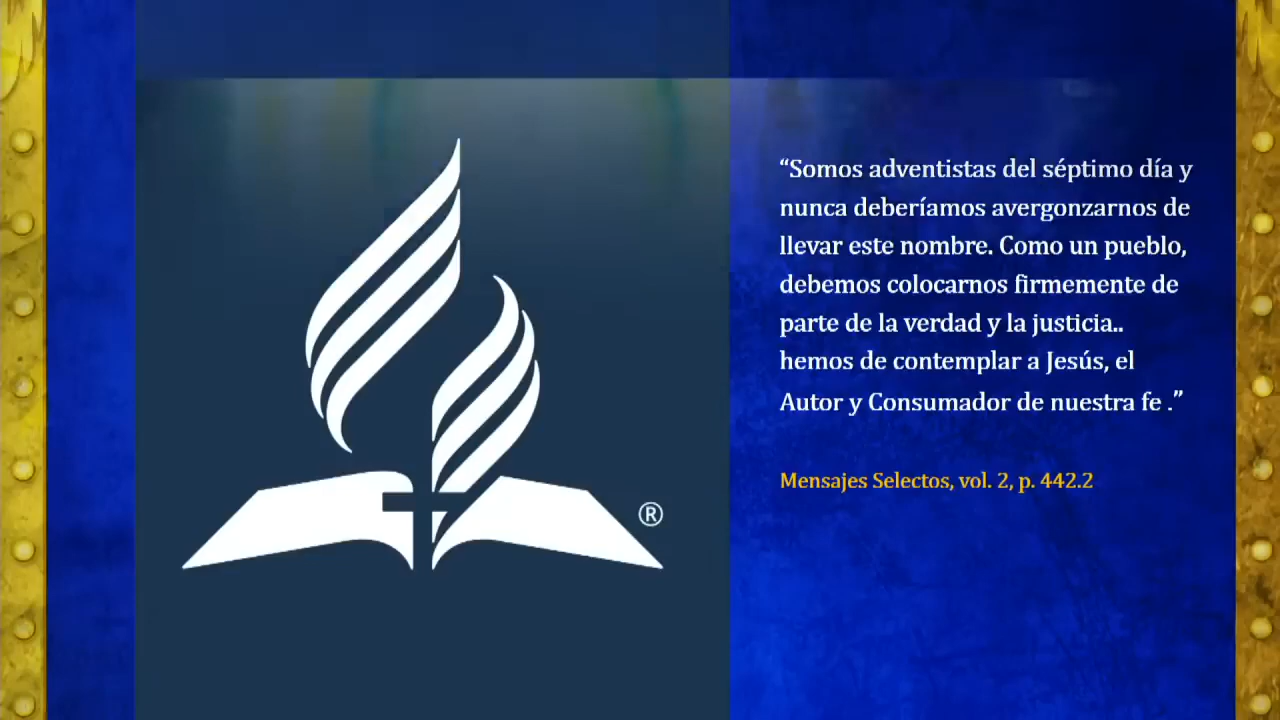 “Somos adventistas del séptimo día y
nunca deberíamos avergonzarnos de
llevar este nombre. Como un pueblo,
debemos colocarnos firmemente de
parte de la verdad y la justicia..
hemos de contemplar a Jesús, el
Autor y Consumador de nuestra fe .”
Mensajes Selectos, vol. 2, p. 442.2
®